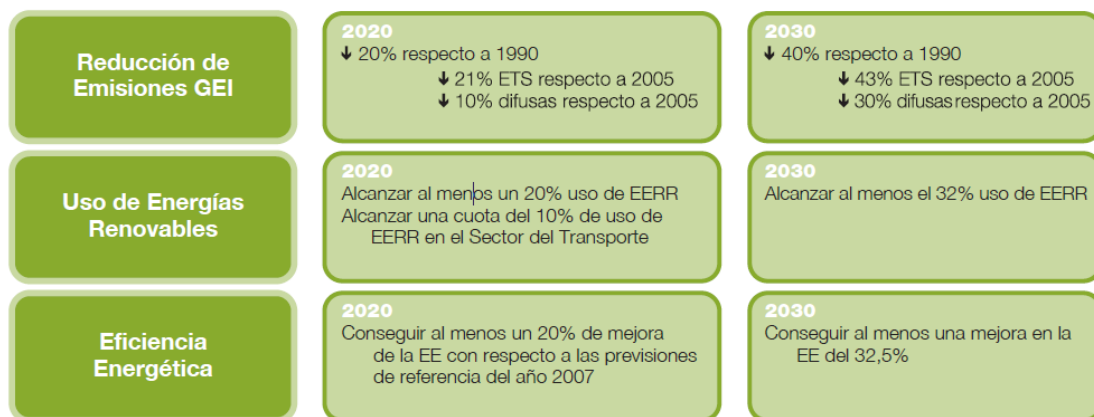 Reducción de
Emisiones GEI
2020
↓ 20% respecto a 1990
↓ 21% ETS respecto a 2005
↓ 10% difusas respecto a 2005
2030
↓ 40% respecto a 1990
↓ 43% ETS respecto a 2005
↓ 30% difusas respecto a 2005
Uso de Energías
Renovables
2020
Alcanzar al menos un 20% uso de EERR
Alcanzar una cuota del 10% de uso de
EERR en el Sector del Transporte
2030
Alcanzar al menos el 32% uso de EERR
Eficiencia
Energética
2020
Conseguir al menos un 20% de mejora
de la EE con respecto a las previsiones
de referencia del año 2007
2030
Conseguir al menos una mejora en la
EE del 32,5%